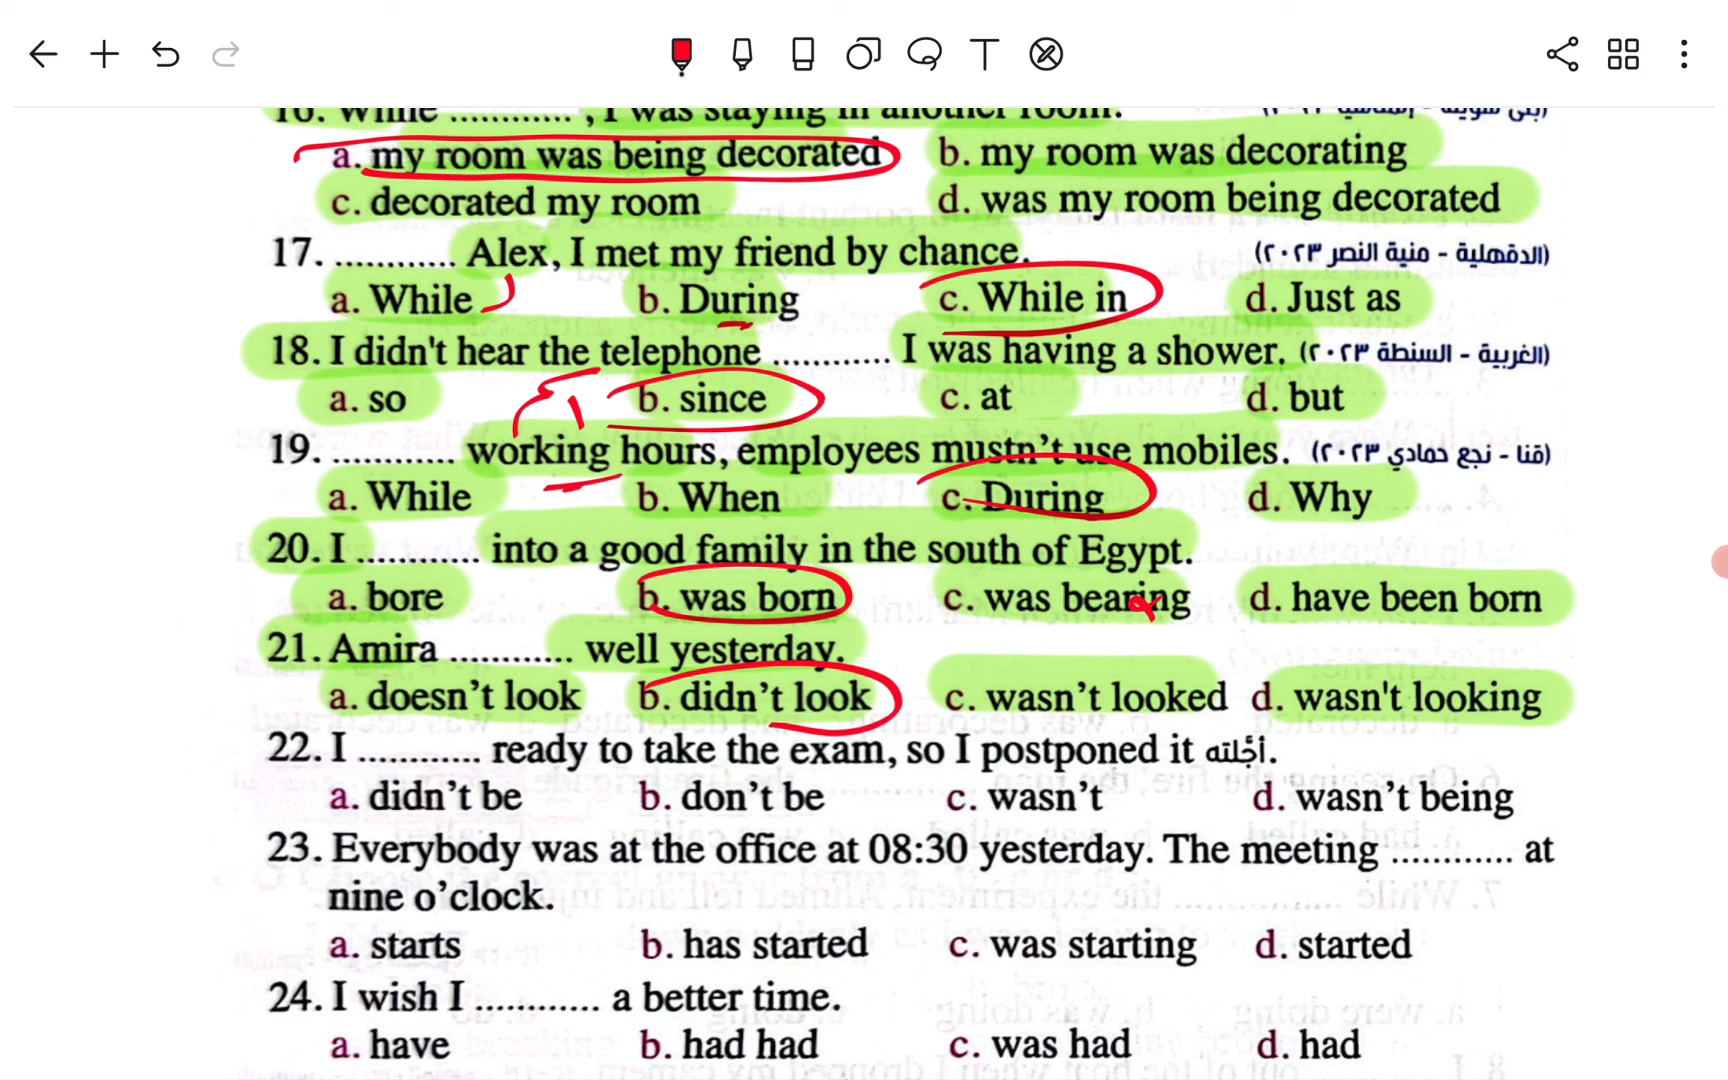 16. While ............ , I was staying in another room.
a. my room was being decorated b. my room was decorating
c. decorated my room d. was my room being decorated
17. ............ Alex, I met my friend by chance. (الدقهلية - منية النصر ٢٠٢٣)
a. While b. During c. While in d. Just as
18. I didn't hear the telephone ............ I was having a shower. (الغربية - السنطة ٢٠٢٣)
a. so b. since c. at d. but
19. ............ working hours, employees mustn't use mobiles. (قنا - نجع حمادي ٢٠٢٣)
a. While b. When c. During d. Why
20. I ............ into a good family in the south of Egypt.
a. bore b. was born c. was bearing d. have been born
21. Amira ............ well yesterday.
a. doesn't look b. didn't look c. wasn't looked d. wasn't looking
22. I ............ ready to take the exam, so I postponed it أجّلته.
a. didn't be b. don't be c. wasn't d. wasn't being
23. Everybody was at the office at 08:30 yesterday. The meeting ............ at
nine o'clock.
a. starts b. has started c. was starting d. started
24. I wish I ............ a better time.
a. have b. had had c. was had d. had